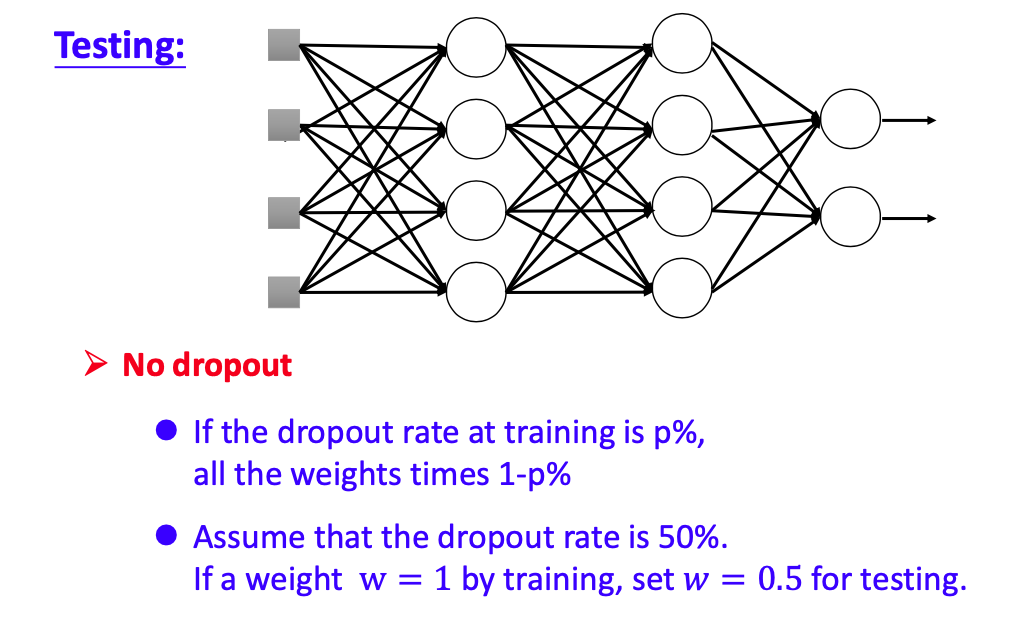 Testing:
No dropout
If the dropout rate at training is p%,
all the weights times 1-p%
Assume that the dropout rate is 50%.
If a weight w = 1 by training, set w = 0.5 for testing.